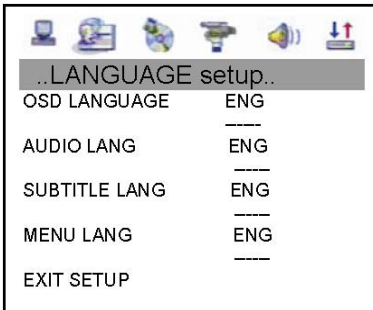 ..LANGUAGE setup..
OSD LANGUAGE ENG
------
AUDIO LANG ENG
------
SUBTITLE LANG ENG
------
MENU LANG ENG
------
EXIT SETUP